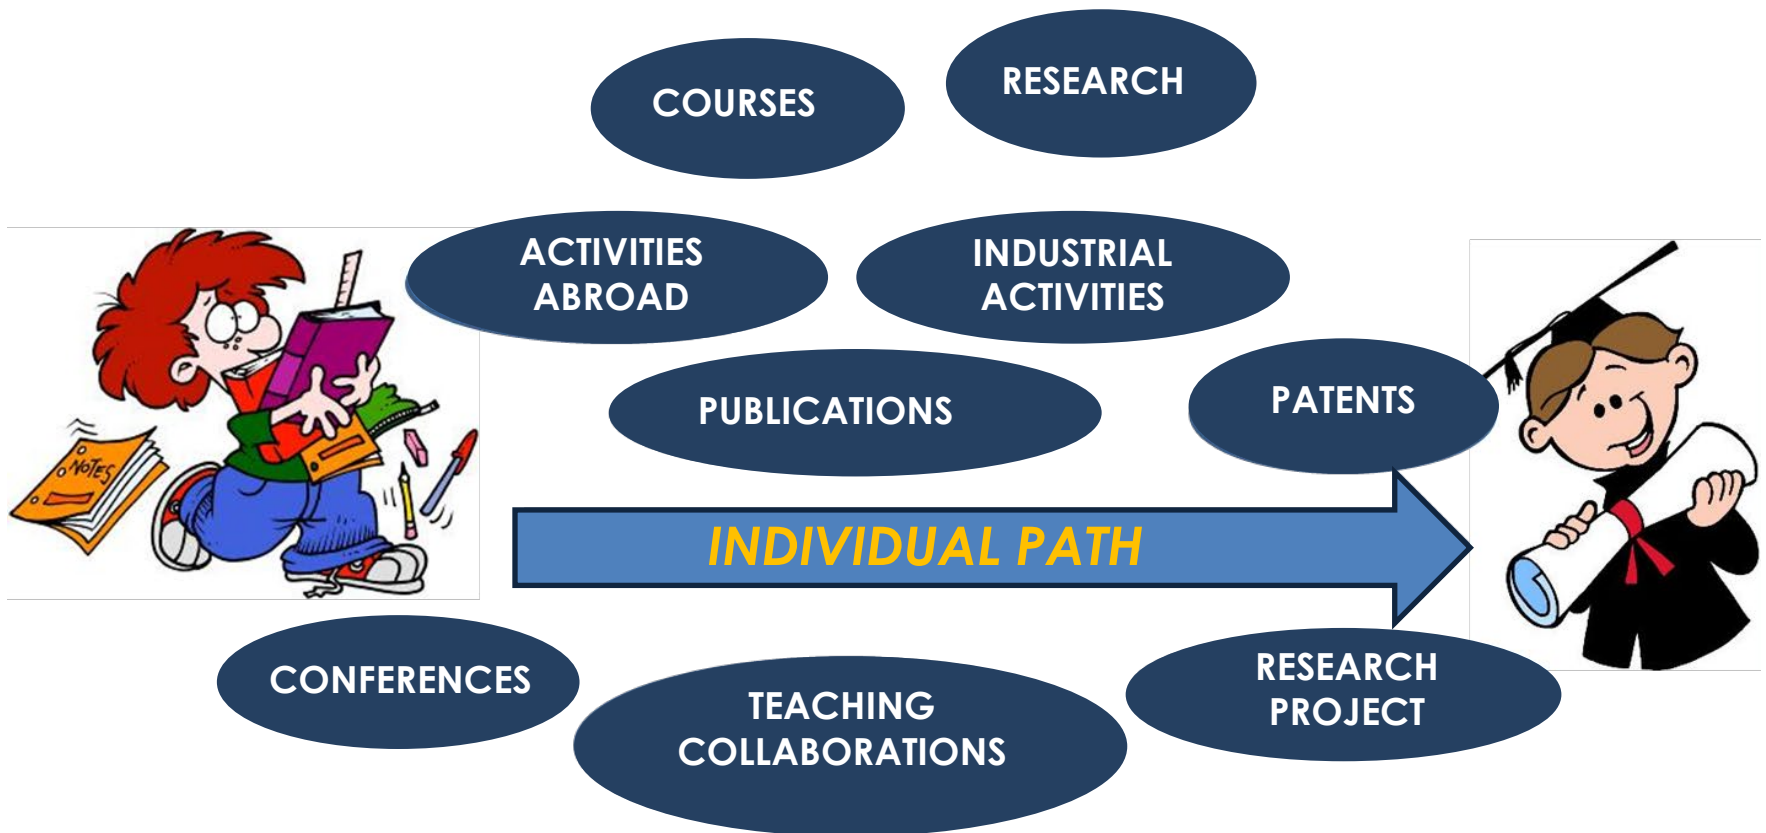 COURSES
RESEARCH
ACTIVITIES
ABROAD
INDUSTRIAL
ACTIVITIES
PUBLICATIONS
PATENTS
NOTES
INDIVIDUAL PATH
CONFERENCES
TEACHING
COLLABORATIONS
RESEARCH
PROJECT